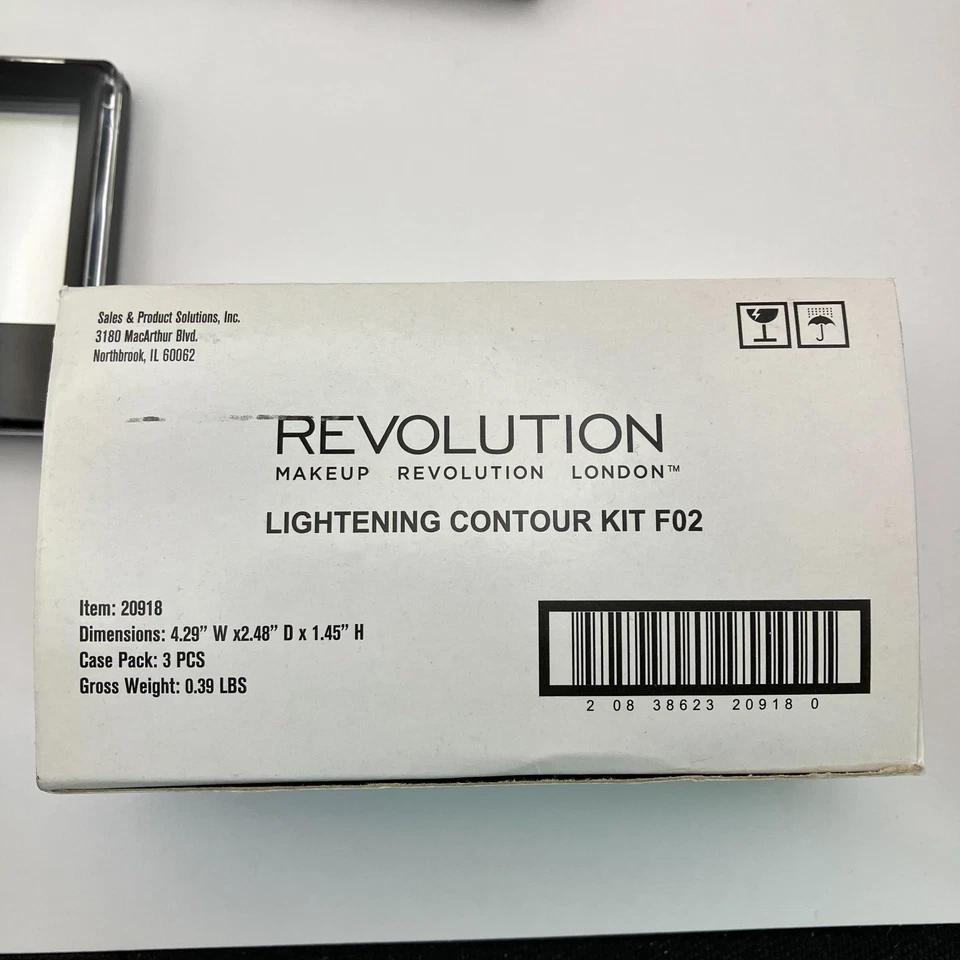 Sales & Product Solutions, Inc.
3180 MacArthur Blvd.
Northbrook, IL 60062
REVOLUTION
MAKEUP REVOLUTION LONDON™
LIGHTENING CONTOUR KIT F02
Item: 20918
Dimensions: 4.29” W x2.48” D x 1.45” H
Case Pack: 3 PCS
Gross Weight: 0.39 LBS
2 08 38623 20918 0